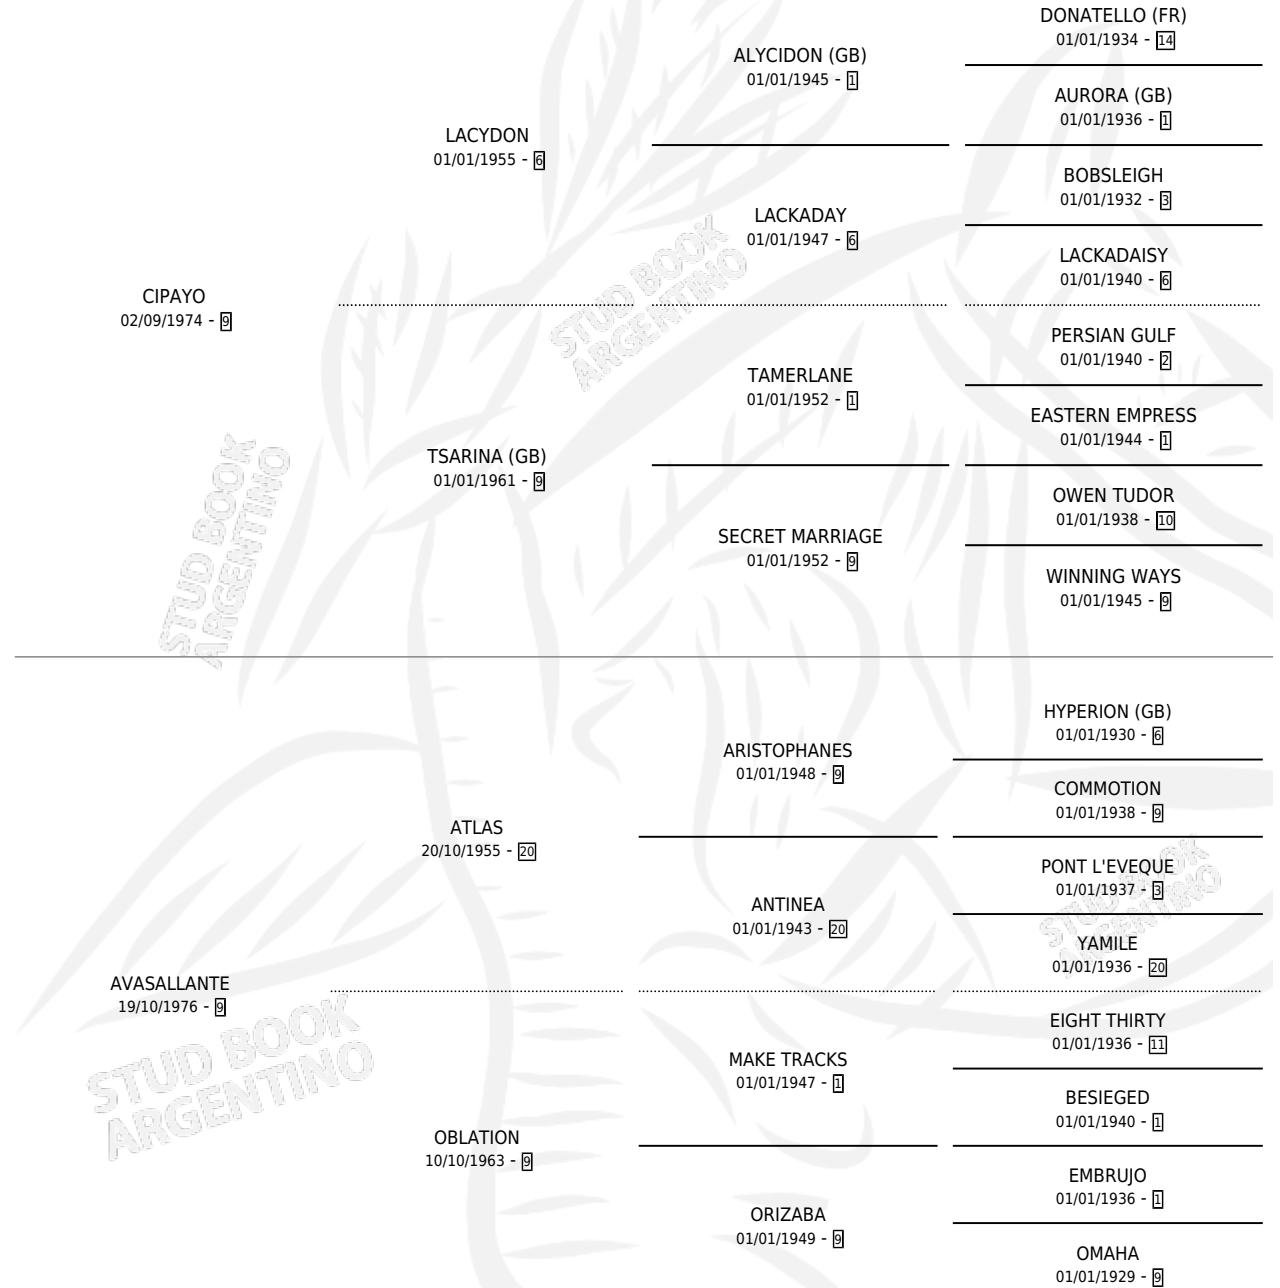 DONATELLO (FR)
01/01/1934 - 14
ALYCIDON (GB)
01/01/1945 - 1
AURORA (GB)
01/01/1936 - 1
LACYDON
01/01/1955 - 6
BOBSLEIGH
01/01/1932 - 3
LACKADAY
01/01/1947 - 6
LACKADAISY
01/01/1940 - 6
CIPAYO
02/09/1974 - 9
PERSIAN GULF
01/01/1940 - 2
TAMERLANE
01/01/1952 - 1
EASTERN EMPRESS
01/01/1944 - 1
TSARINA (GB)
01/01/1961 - 9
OWEN TUDOR
01/01/1938 - 10
SECRET MARRIAGE
01/01/1952 - 9
WINNING WAYS
01/01/1945 - 9
HYPERION (GB)
01/01/1930 - 6
ARISTOPHANES
01/01/1948 - 9
COMMOTION
01/01/1938 - 9
ATLAS
20/10/1955 - 20
PONT L'EVEQUE
01/01/1937 - 3
ANTINEA
01/01/1943 - 20
YAMILE
01/01/1936 - 20
AVASALLANTE
19/10/1976 - 9
EIGHT THIRTY
01/01/1936 - 11
MAKE TRACKS
01/01/1947 - 1
BESIEGED
01/01/1940 - 1
OBLATION
10/10/1963 - 9
EMBRUJO
01/01/1936 - 1
ORIZABA
01/01/1949 - 9
OMAHA
01/01/1929 - 9
STUD BOOK
ARGENTINO
STUD BOOK
ARGENTINO
STUD BOOK
ARGENTINO
STUD BOOK
ARGENTINO